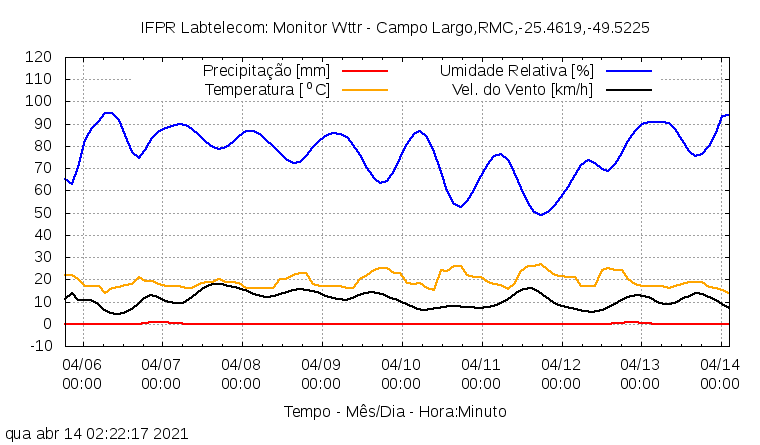 IFPR Labtelecom: Monitor Wttr - Campo Largo,RMC,-25.4619,-49.5225
120
110
100
90
80
70
60
50
40
30
20
10
0
-10
Precipitação [mm]
Temperatura [⁰C]
Umidade Relativa [%]
Vel. do Vento [km/h]
04/06 04/07 04/08 04/09 04/10 04/11 04/12 04/13 04/14
00:00 00:00 00:00 00:00 00:00 00:00 00:00 00:00 00:00
Tempo - Mês/Dia - Hora:Minuto
qua abr 14 02:22:17 2021